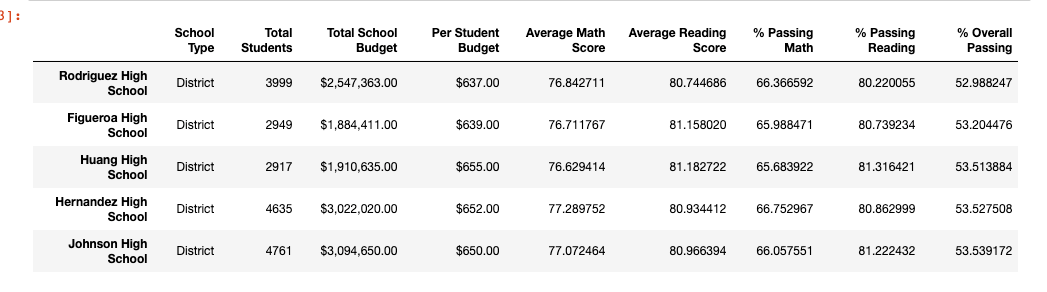 3]:
School Type Total Students Total School Budget Per Student Budget Average Math Score Average Reading Score % Passing Math % Passing Reading % Overall Passing
Rodriguez High School District 3999 $2,547,363.00 $637.00 76.842711 80.744686 66.366592 80.220055 52.988247
Figueroa High School District 2949 $1,884,411.00 $639.00 76.711767 81.158020 65.988471 80.739234 53.204476
Huang High School District 2917 $1,910,635.00 $655.00 76.629414 81.182722 65.683922 81.316421 53.513884
Hernandez High School District 4635 $3,022,020.00 $652.00 77.289752 80.934412 66.752967 80.862999 53.527508
Johnson High School District 4761 $3,094,650.00 $650.00 77.072464 80.966394 66.057551 81.222432 53.539172